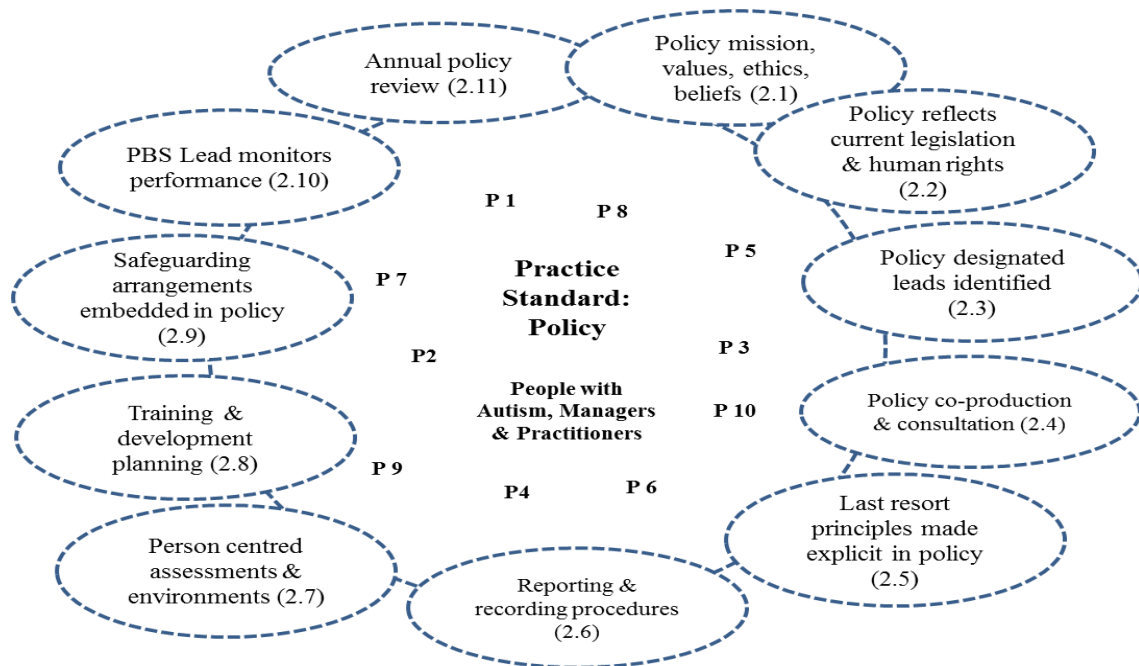 Annual policy
review (2.11)
Policy mission,
values, ethics,
beliefs (2.1)
Policy reflects
current legislation
& human rights
(2.2)
Policy designated
leads identified
(2.3)
Policy co-production
& consultation (2.4)
Last resort
principles made
explicit in policy
(2.5)
Reporting &
recording procedures
(2.6)
Person centred
assessments &
environments (2.7)
Training &
development
planning (2.8)
Safeguarding
arrangements
embedded in policy
(2.9)
PBS Lead monitors
performance (2.10)
P 1
P 8
P 5
P 7
Practice
Standard:
Policy
P2
P 3
People with
Autism, Managers
& Practitioners
P 10
P 9
P4
P 6